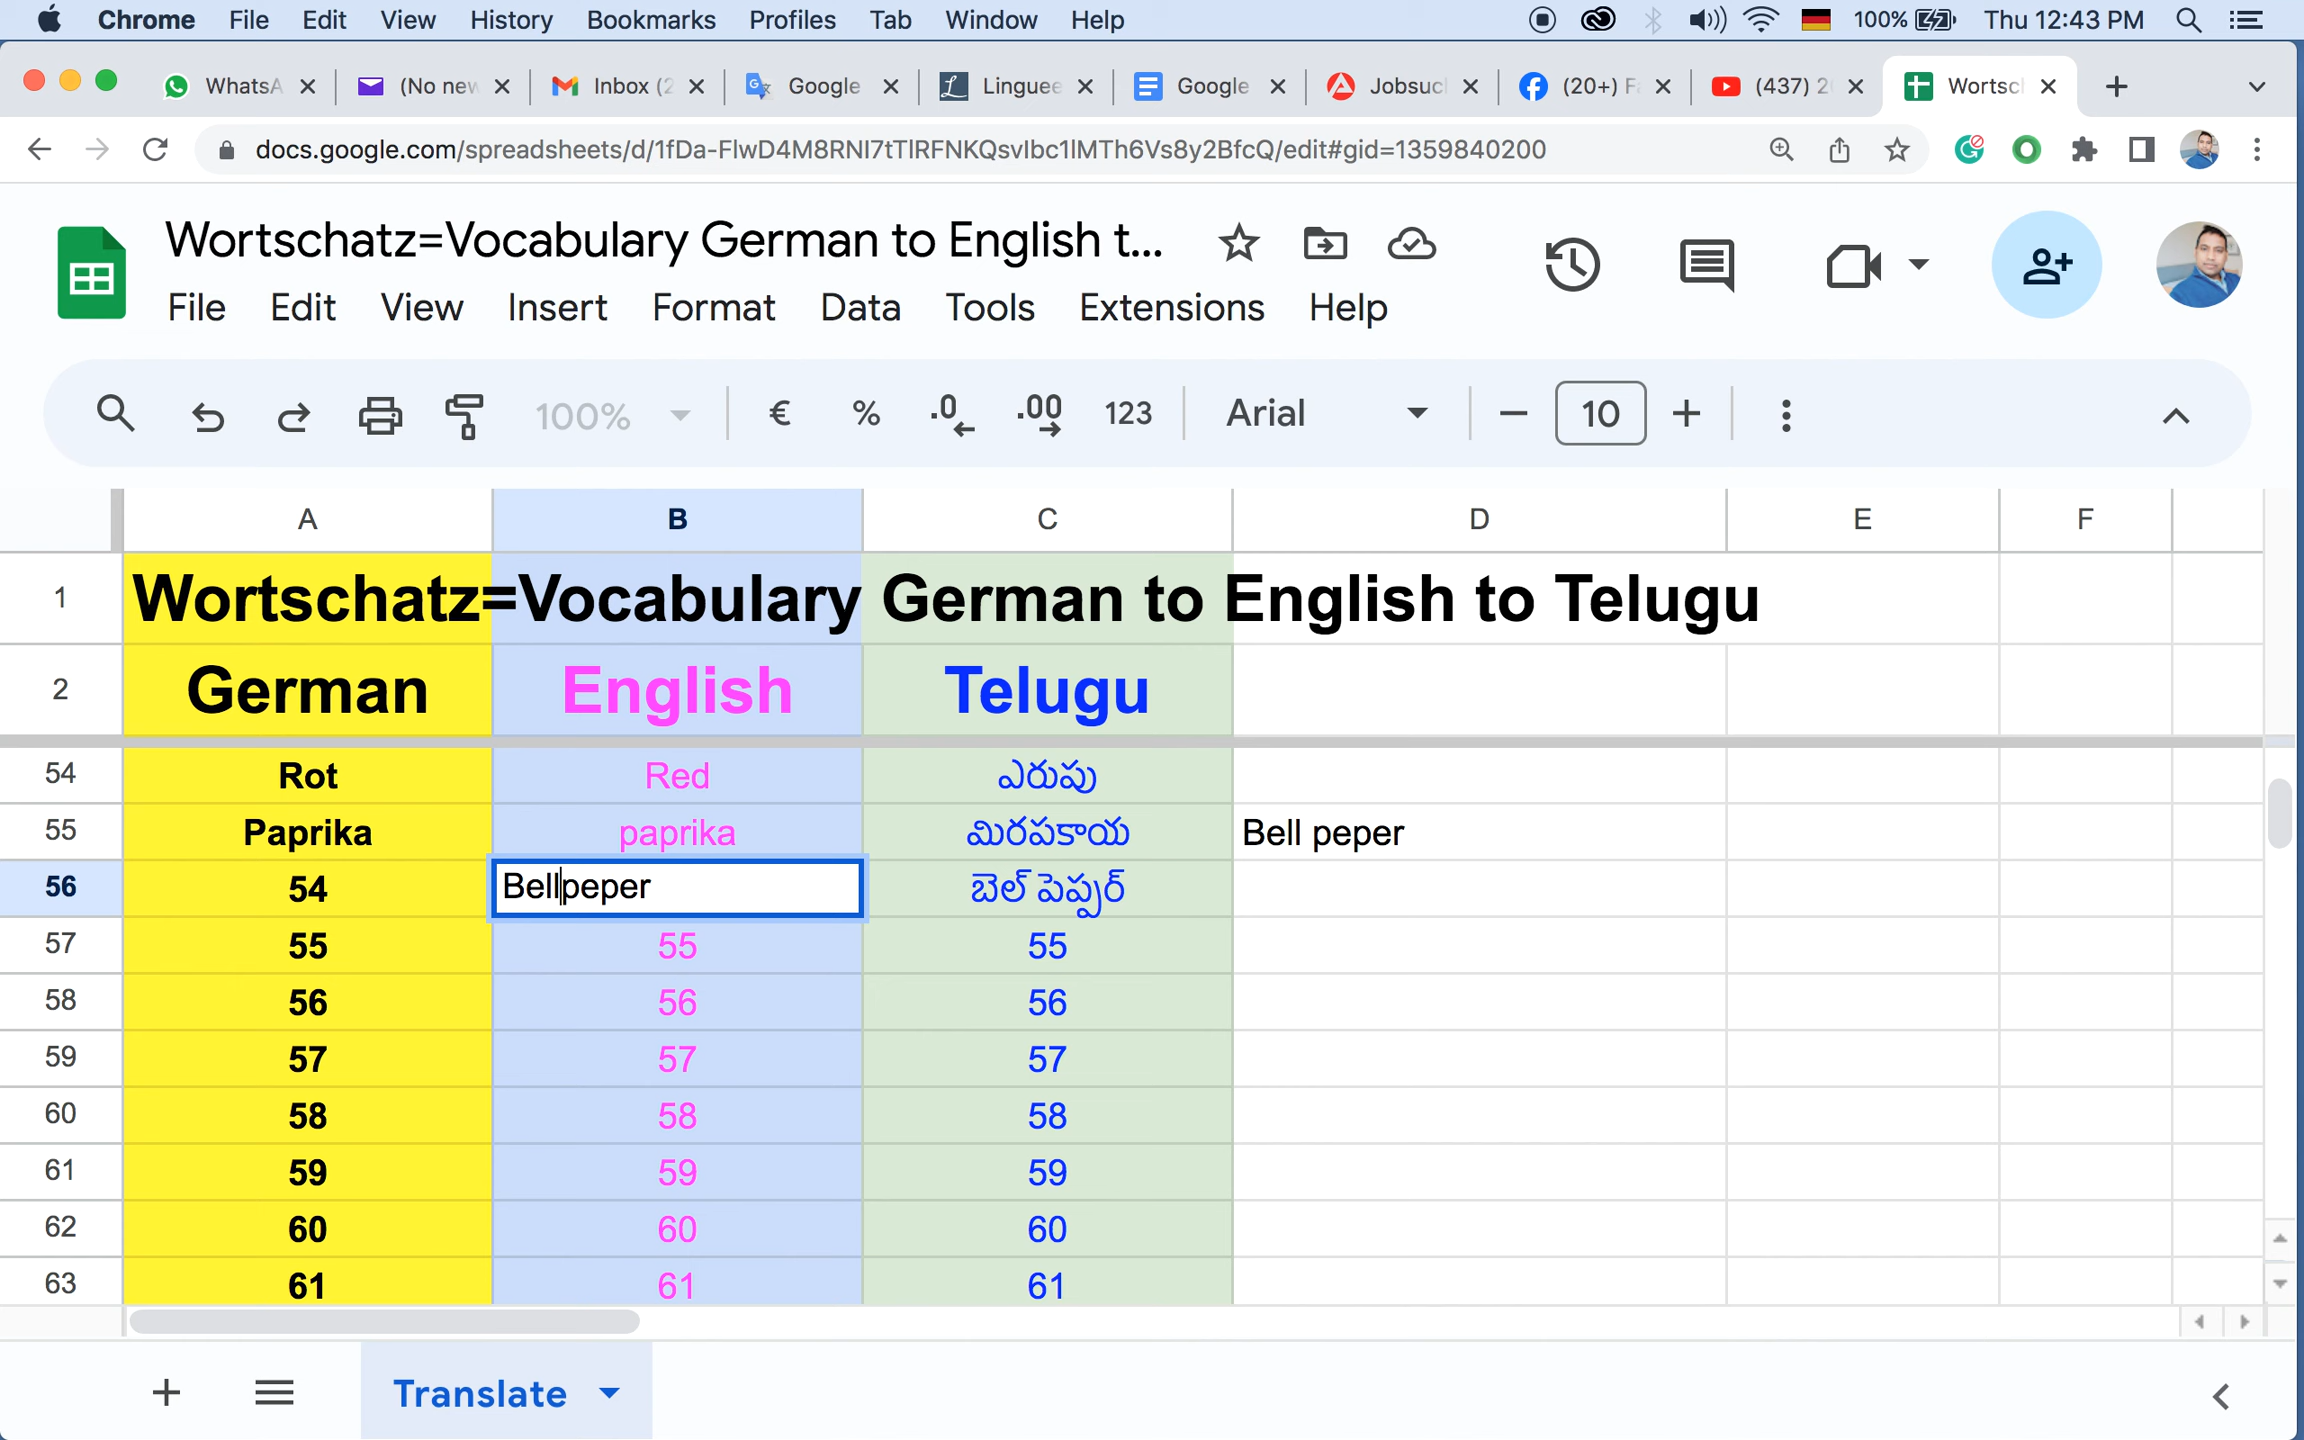 Chrome File Edit View History Bookmarks Profiles Tab Window Help 100% Thu 12:43 PM
WhatsA (No new Inbox (2 Google Linguee Google Jobsuc (20+) Fa (437) 2 Wortsch
docs.google.com/spreadsheets/d/1fDa-FlwD4M8RNI7tTlRFNKQsvIbc1lMTh6Vs8y2BfcQ/edit#gid=1359840200
Wortschatz=Vocabulary German to English t...
File Edit View Insert Format Data Tools Extensions Help
100% € % .0 .00 123 Arial 10
A B C D E F
1 Wortschatz=Vocabulary German to English to Telugu
2 German English Telugu
54 Rot Red ఎరుపు
55 Paprika paprika మిరపకాయ Bell peper
56 54 Bellpeper బెల్ పెప్పర్
57 55 55 55
58 56 56 56
59 57 57 57
60 58 58 58
61 59 59 59
62 60 60 60
63 61 61 61
Translate